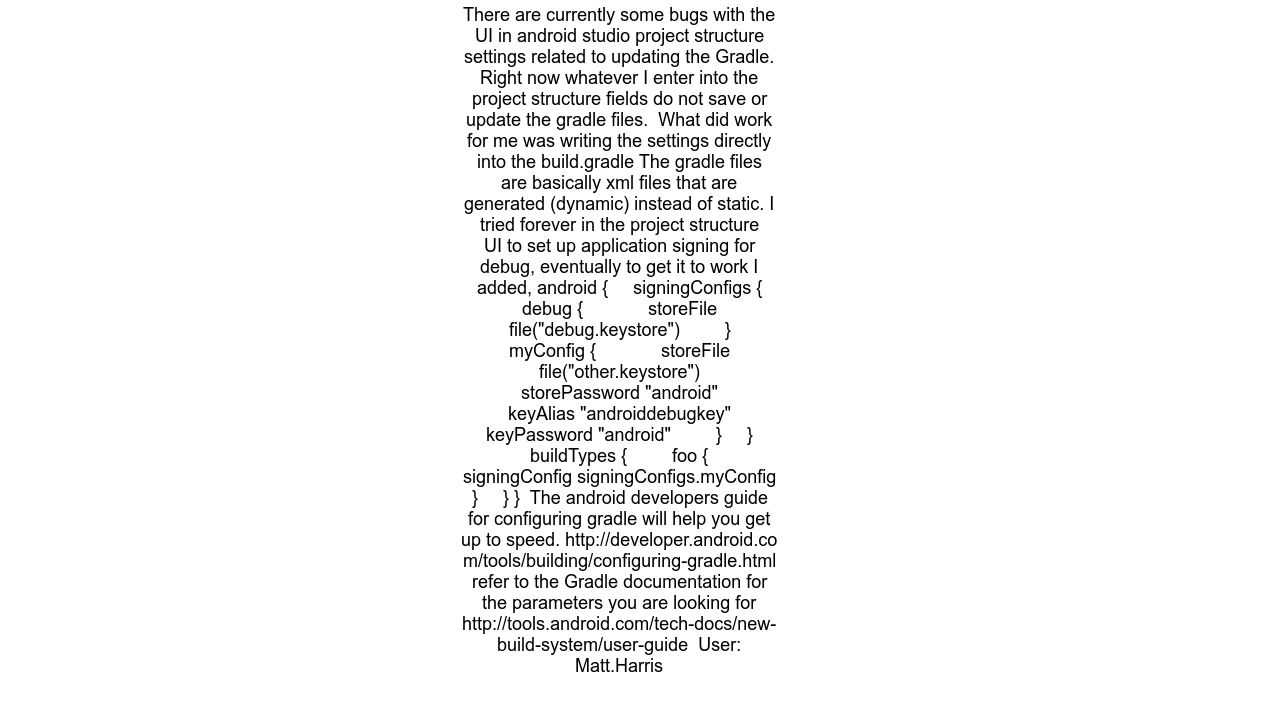 There are currently some bugs with the
UI in android studio project structure
settings related to updating the Gradle.
Right now whatever I enter into the
project structure fields do not save or
update the gradle files.  What did work
for me was writing the settings directly
into the build.gradle The gradle files
are basically xml files that are
generated (dynamic) instead of static. I
tried forever in the project structure
UI to set up application signing for
debug, eventually to get it to work I
added, android {     signingConfigs {
debug {             storeFile
file("debug.keystore")         }
myConfig {             storeFile
file("other.keystore")
storePassword "android"
keyAlias "androiddebugkey"
keyPassword "android"         }     }
buildTypes {         foo {
signingConfig signingConfigs.myConfig
}     } }  The android developers guide
for configuring gradle will help you get
up to speed. http://developer.android.co
m/tools/building/configuring-gradle.html
refer to the Gradle documentation for
the parameters you are looking for
http://tools.android.com/tech-docs/new-
build-system/user-guide  User:
Matt.Harris